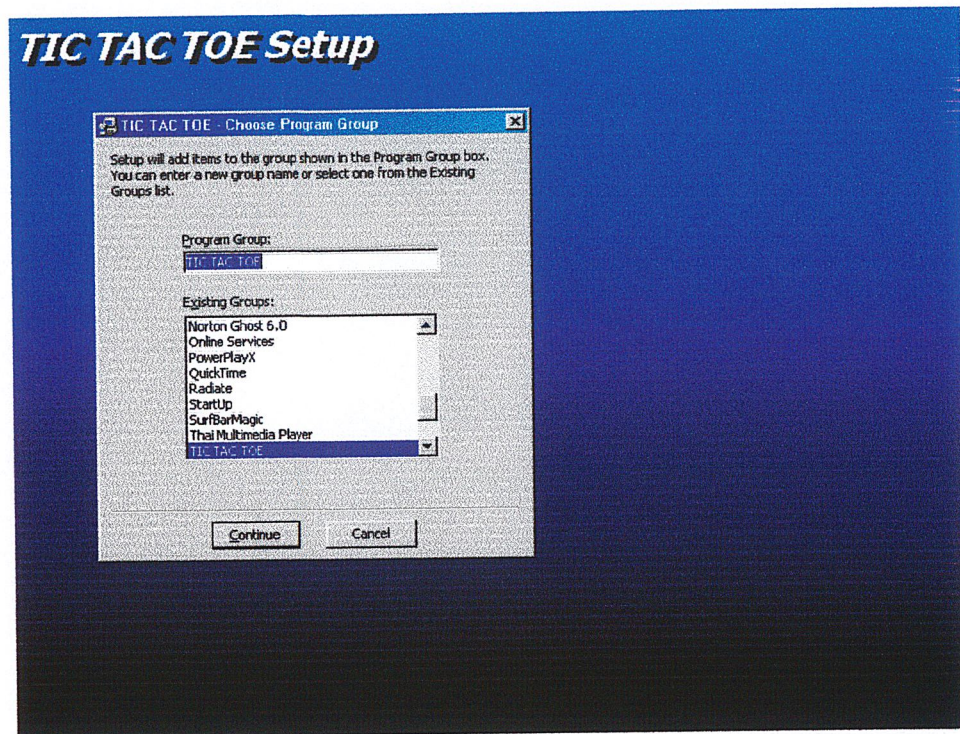 TIC TAC TOE Setup
TIC TAC TOE - Choose Program Group
Setup will add items to the group shown in the Program Group box.
You can enter a new group name or select one from the Existing
Groups list.
Program Group:
TIC TAC TOE
Existing Groups:
Norton Ghost 6.0
Online Services
PowerPlayX
QuickTime
Radiate
StartUp
SurfBarMagic
Thai Multimedia Player
TIC TAC TOE
Continue
Cancel